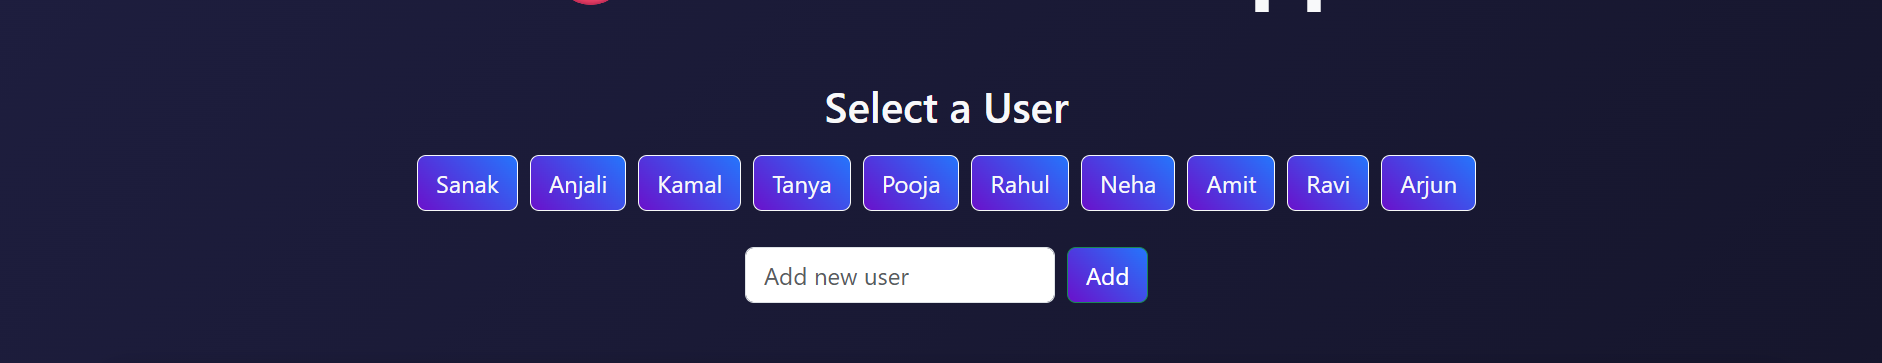 Select a User
Sanak Anjali Kamal Tanya Pooja Rahul Neha Amit Ravi Arjun
Add new user Add